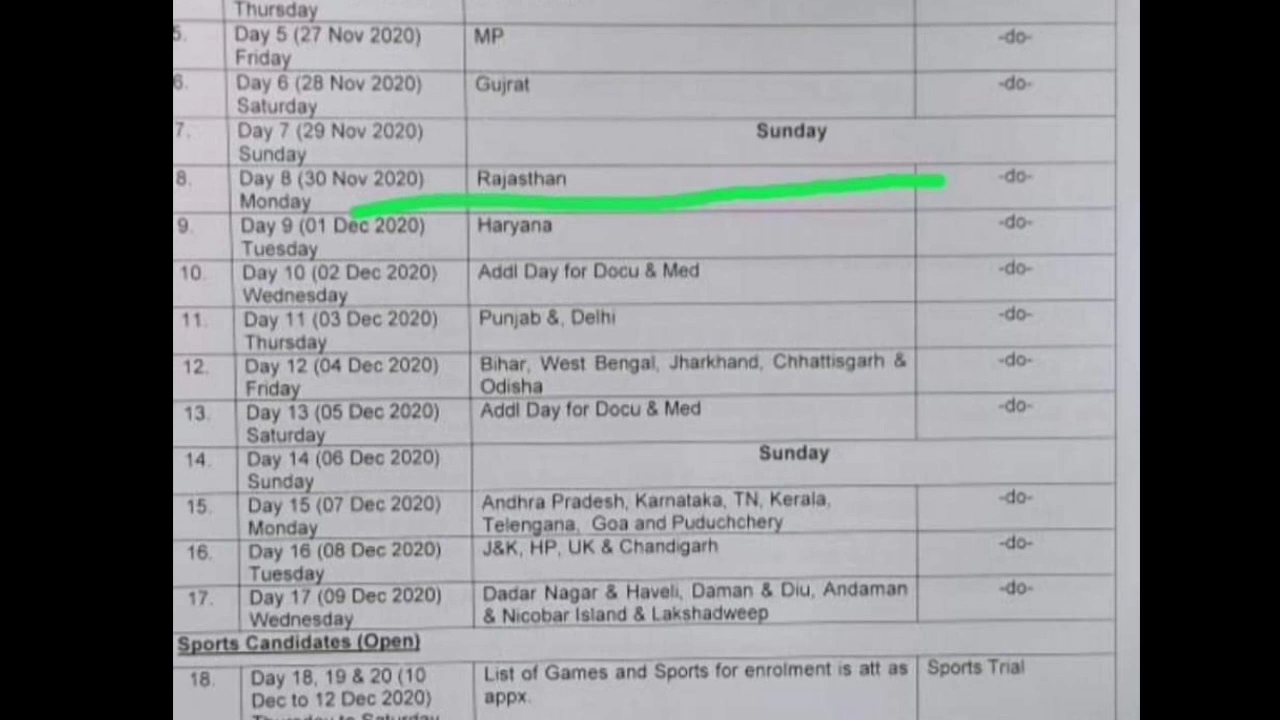 Thursday
5. Day 5 (27 Nov 2020) MP -do-
Friday
6. Day 6 (28 Nov 2020) Gujrat -do-
Saturday
7. Day 7 (29 Nov 2020) Sunday
Sunday
8. Day 8 (30 Nov 2020) Rajasthan -do-
Monday
9. Day 9 (01 Dec 2020) Haryana -do-
Tuesday
10. Day 10 (02 Dec 2020) Addl Day for Docu & Med -do-
Wednesday
11. Day 11 (03 Dec 2020) Punjab &, Delhi -do-
Thursday
12. Day 12 (04 Dec 2020) Bihar, West Bengal, Jharkhand, Chhattisgarh & -do-
Friday Odisha
13. Day 13 (05 Dec 2020) Addl Day for Docu & Med -do-
Saturday
14. Day 14 (06 Dec 2020) Sunday
Sunday
15. Day 15 (07 Dec 2020) Andhra Pradesh, Karnataka, TN, Kerala, -do-
Monday Telengana, Goa and Puduchchery
16. Day 16 (08 Dec 2020) J&K, HP, UK & Chandigarh -do-
Tuesday
17. Day 17 (09 Dec 2020) Dadar Nagar & Haveli, Daman & Diu, Andaman -do-
Wednesday & Nicobar Island & Lakshadweep
Sports Candidates (Open)
18. Day 18, 19 & 20 (10 List of Games and Sports for enrolment is att as Sports Trial
Dec to 12 Dec 2020) appx.
Thursday to Saturday